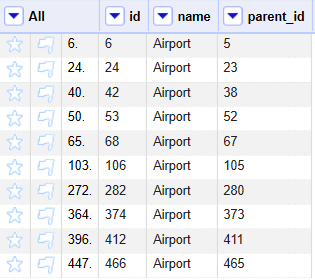 All id name parent_id
6. 6 Airport 5
24. 24 Airport 23
40. 42 Airport 38
50. 53 Airport 52
65. 68 Airport 67
103. 106 Airport 105
272. 282 Airport 280
364. 374 Airport 373
396. 412 Airport 411
447. 466 Airport 465